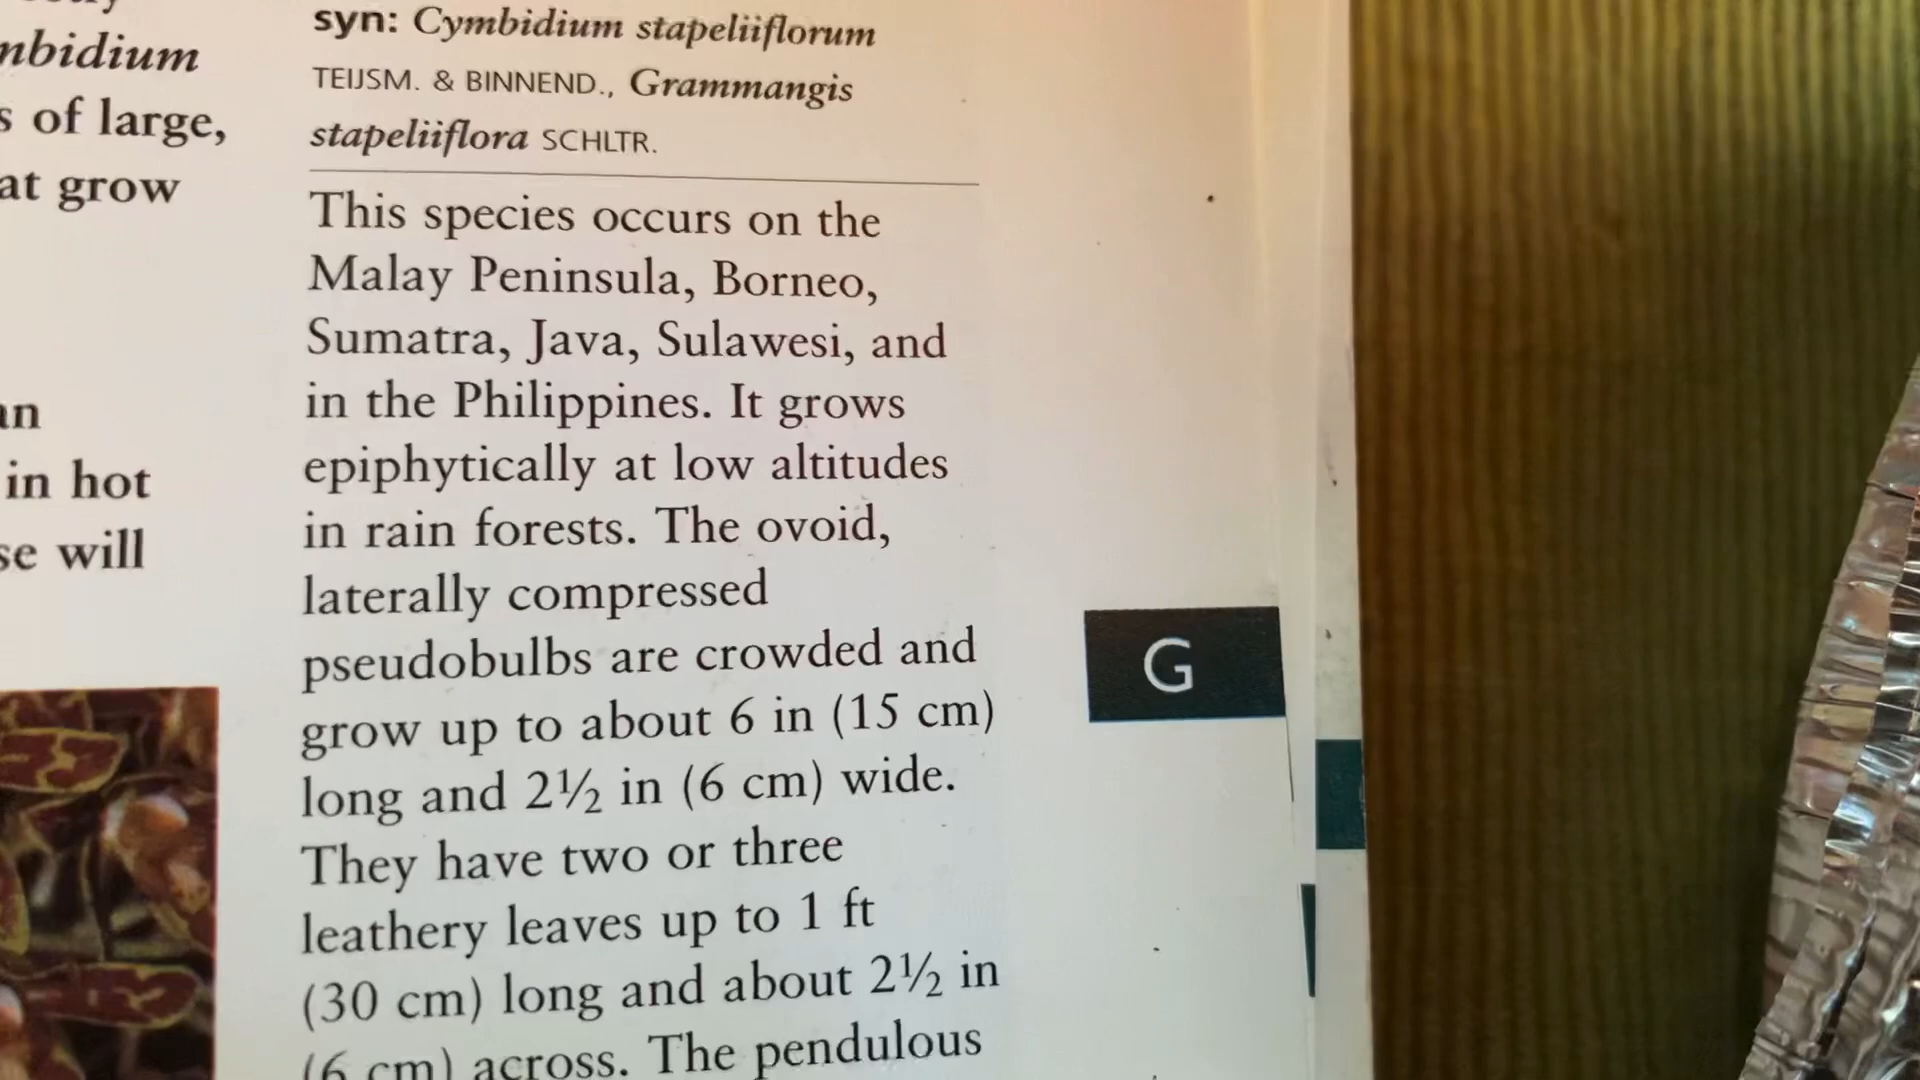 mbidium
s of large,
at grow
an
in hot
se will
syn: Cymbidium stapeliiflorum
TEIJSM. & BINNEND., Grammangis
stapeliiflora SCHLTR.
This species occurs on the
Malay Peninsula, Borneo,
Sumatra, Java, Sulawesi, and
in the Philippines. It grows
epiphytically at low altitudes
in rain forests. The ovoid,
laterally compressed
pseudobulbs are crowded and
grow up to about 6 in (15 cm)
long and 2½ in (6 cm) wide.
They have two or three
leathery leaves up to 1 ft
(30 cm) long and about 2½ in
(6 cm) across. The pendulous
G